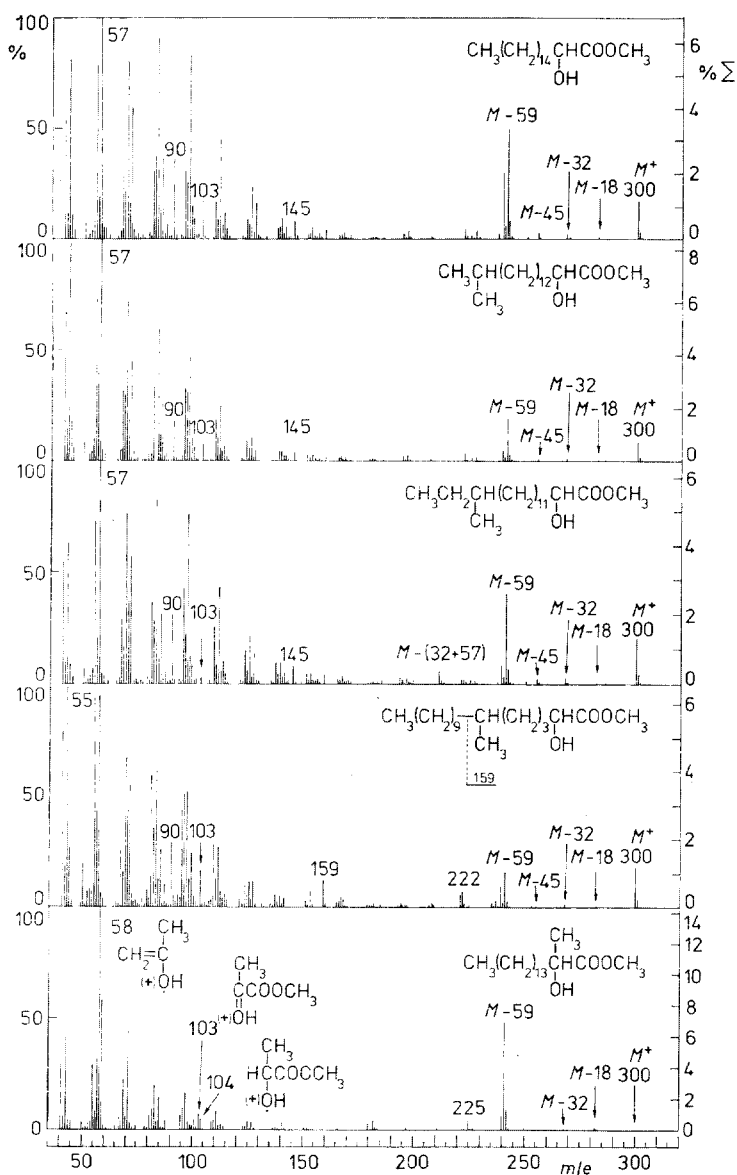 100
%
50
0
57
90
103
145
M-59
M-45
M-32
M-18
M⁺
300
CH₃(CH₂)₁₄CHCOOCH₃
OH
% Σ
6
4
2
0
100
50
0
57
90
103
145
M-59
M-45
M-32
M-18
M⁺
300
CH₃CH(CH₂)₁₂CHCOOCH₃
CH₃ OH
8
6
4
2
0
100
50
0
57
90
103
145
M-(32+57)
M-59
M-45
M-32
M-18
M⁺
300
CH₃CH₂CH(CH₂)₁₁CHCOOCH₃
CH₃ OH
6
4
2
0
100
50
0
55
90
103
159
222
M-59
M-45
M-32
M-18
M⁺
300
CH₃(CH₂)₉—CH(CH₂)₃CHCOOCH₃
CH₃ OH
159
6
4
2
0
100
50
0
58
CH₃
CH₂=C
(+)OH
CH₃
CCOOCH₃
(+)OH
103
CH₃
HCCOCCH₃
(+)OH
104
225
M-59
M-32
M-18
M⁺
300
CH₃
CH₃(CH₂)₁₃CCOOCH₃
OH
14
12
10
8
6
4
2
0
50 100 150 200 250 300 m/e